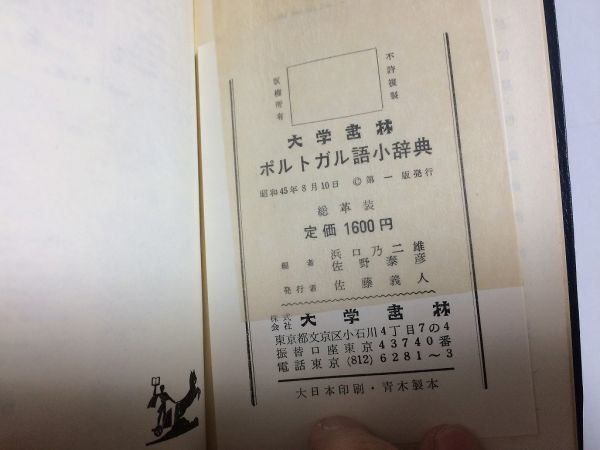 不許複製
版権所有
大学書林
ポルトガル語小辞典
昭和45年8月10日 © 第一版発行
総革装
定価 1600円
編者 浜口乃二雄
佐野泰彦
発行者 佐藤義人
株式会社 大学書林
東京都文京区小石川4丁目7の4
振替口座東京43740番
電話東京(812)6281〜3
大日本印刷・青木製本